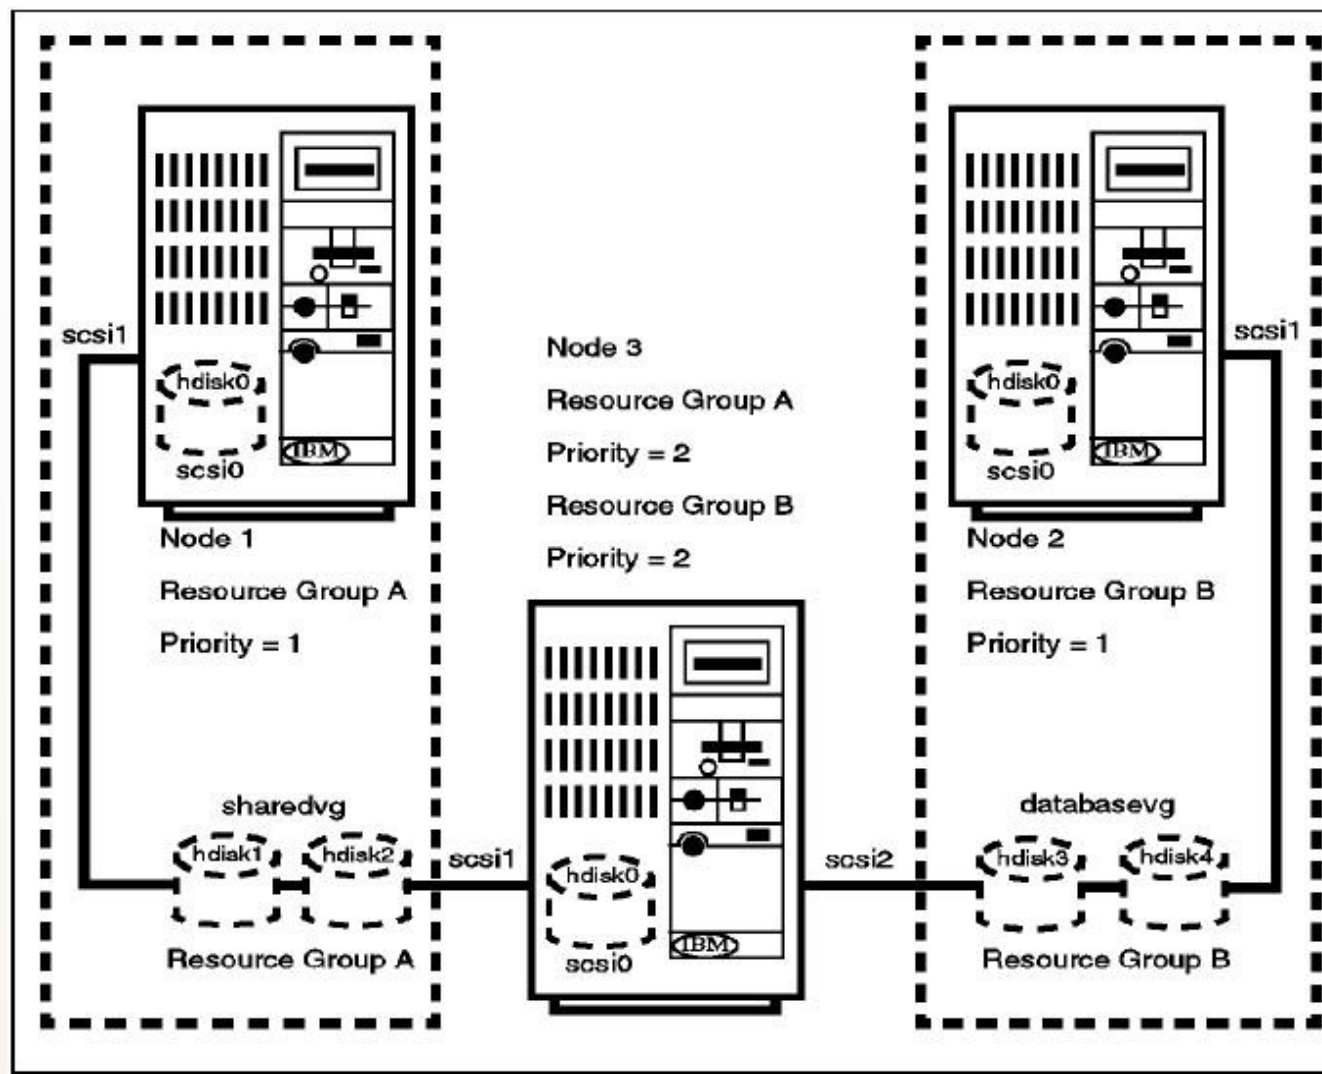 scsi1
hdisk0
scsi0
IBM
Node 1
Resource Group A
Priority = 1
sharedvg
hdisk1
hdisk2
Resource Group A
Node 3
Resource Group A
Priority = 2
Resource Group B
Priority = 2
scsi1
hdisk0
scsi0
IBM
scsi2
scsi1
hdisk0
scsi0
IBM
Node 2
Resource Group B
Priority = 1
databasevg
hdisk3
hdisk4
Resource Group B